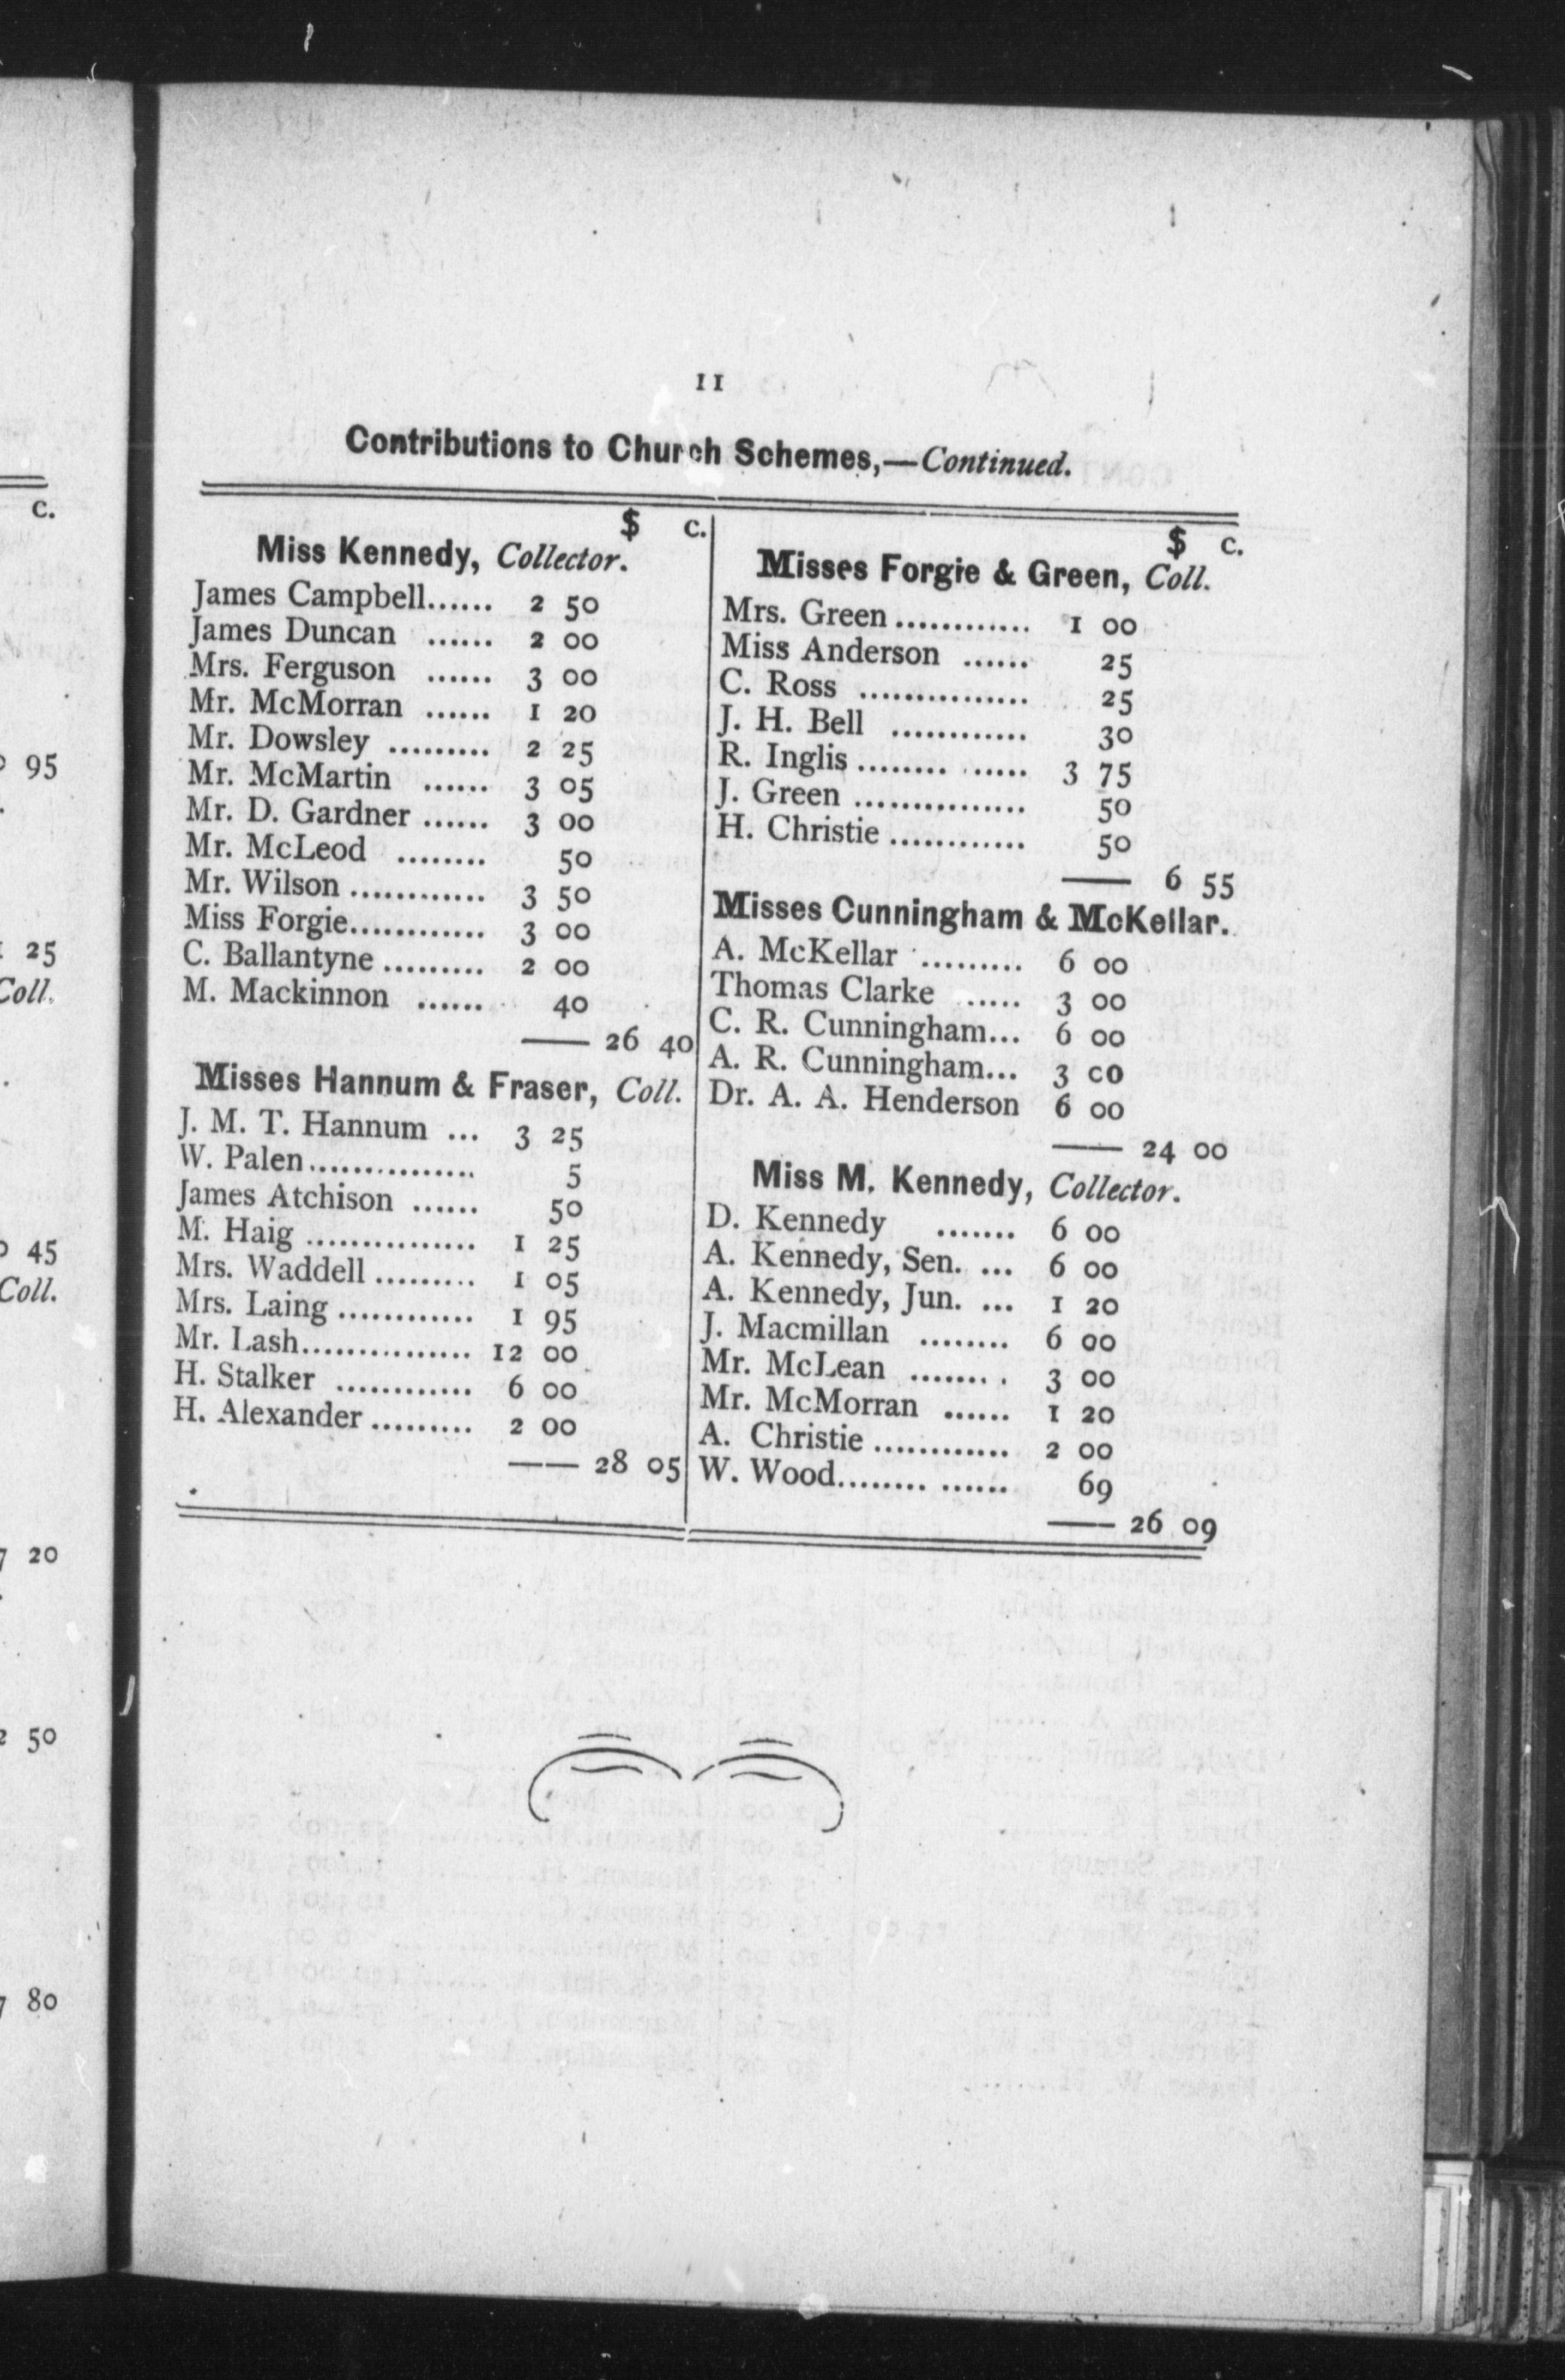 11
Contributions to Church Schemes,—Continued.
$ c.
Miss Kennedy, Collector.
James Campbell...... 2 50
James Duncan ...... 2 00
Mrs. Ferguson ...... 3 00
Mr. McMorran ...... 1 20
Mr. Dowsley ......... 2 25
Mr. McMartin ...... 3 05
Mr. D. Gardner ...... 3 00
Mr. McLeod ........ 50
Mr. Wilson ............. 3 50
Miss Forgie............. 3 00
C. Ballantyne ......... 2 00
M. Mackinnon ...... 40
—— 26 40
Misses Hannum & Fraser, Coll.
J. M. T. Hannum ... 3 25
W. Palen................ 5
James Atchison ...... 50
M. Haig ............... 1 25
Mrs. Waddell ......... 1 05
Mrs. Laing ............ 1 95
Mr. Lash............... 12 00
H. Stalker ............ 6 00
H. Alexander ......... 2 00
—— 28 05
$ c.
Misses Forgie & Green, Coll.
Mrs. Green ............ 1 00
Miss Anderson ...... 25
C. Ross ............... 25
J. H. Bell ............ 30
R. Inglis ........ ...... 3 75
J. Green ............... 50
H. Christie ............ 50
—— 6 55
Misses Cunningham & McKellar.
A. McKellar ......... 6 00
Thomas Clarke ...... 3 00
C. R. Cunningham... 6 00
A. R. Cunningham... 3 00
Dr. A. A. Henderson 6 00
—— 24 00
Miss M. Kennedy, Collector.
D. Kennedy ....... 6 00
A. Kennedy, Sen. ... 6 00
A. Kennedy, Jun. ... 1 20
J. Macmillan ........ 6 00
Mr. McLean ........ . 3 00
Mr. McMorran ...... 1 20
A. Christie ............ 2 00
W. Wood......... ...... 69
—— 26 09
c.
95
25
Coll.
45
Coll.
20
50
80